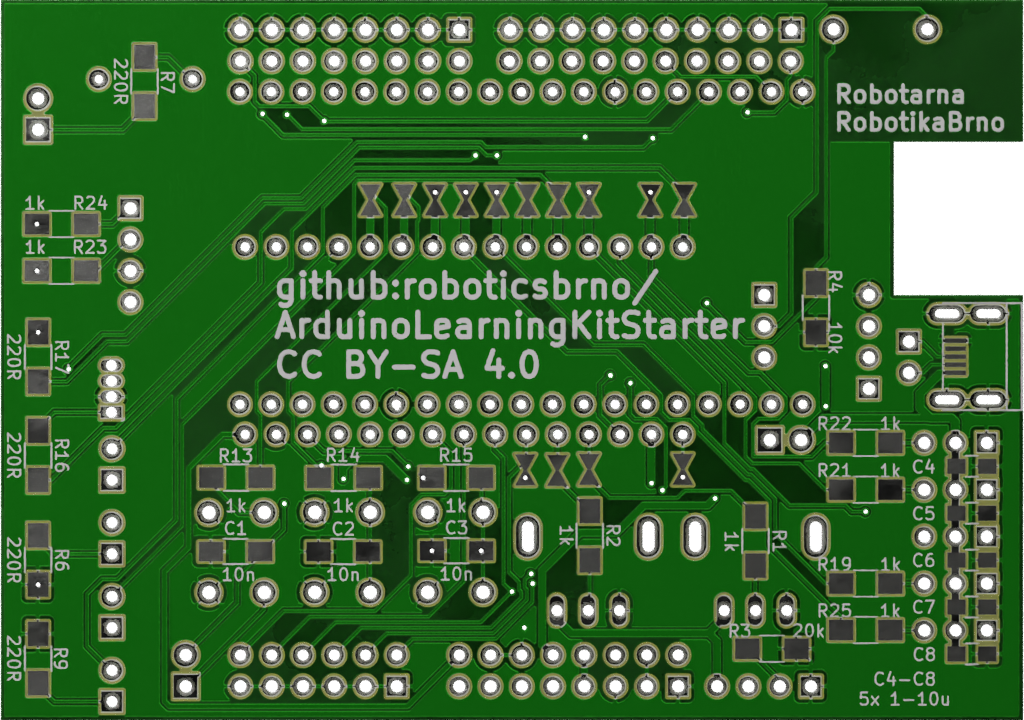 R7
220R
Robotarna
RobotikaBrno
1k R24
1k R23
github:roboticsbrno/
ArduinoLearningKitStarter
CC BY-SA 4.0
R4
10k
R17
220R
R22 1k
C4
R13 R14 R15
R16
220R
R21 1k
1k 1k 1k
C5
C1 C2 C3
R2
1k
R1
1k
C6
10n 10n 10n
R6
220R
R19 1k
C7
R25 1k
R3 20k
C8
R9
220R
C4-C8
5x 1-10u